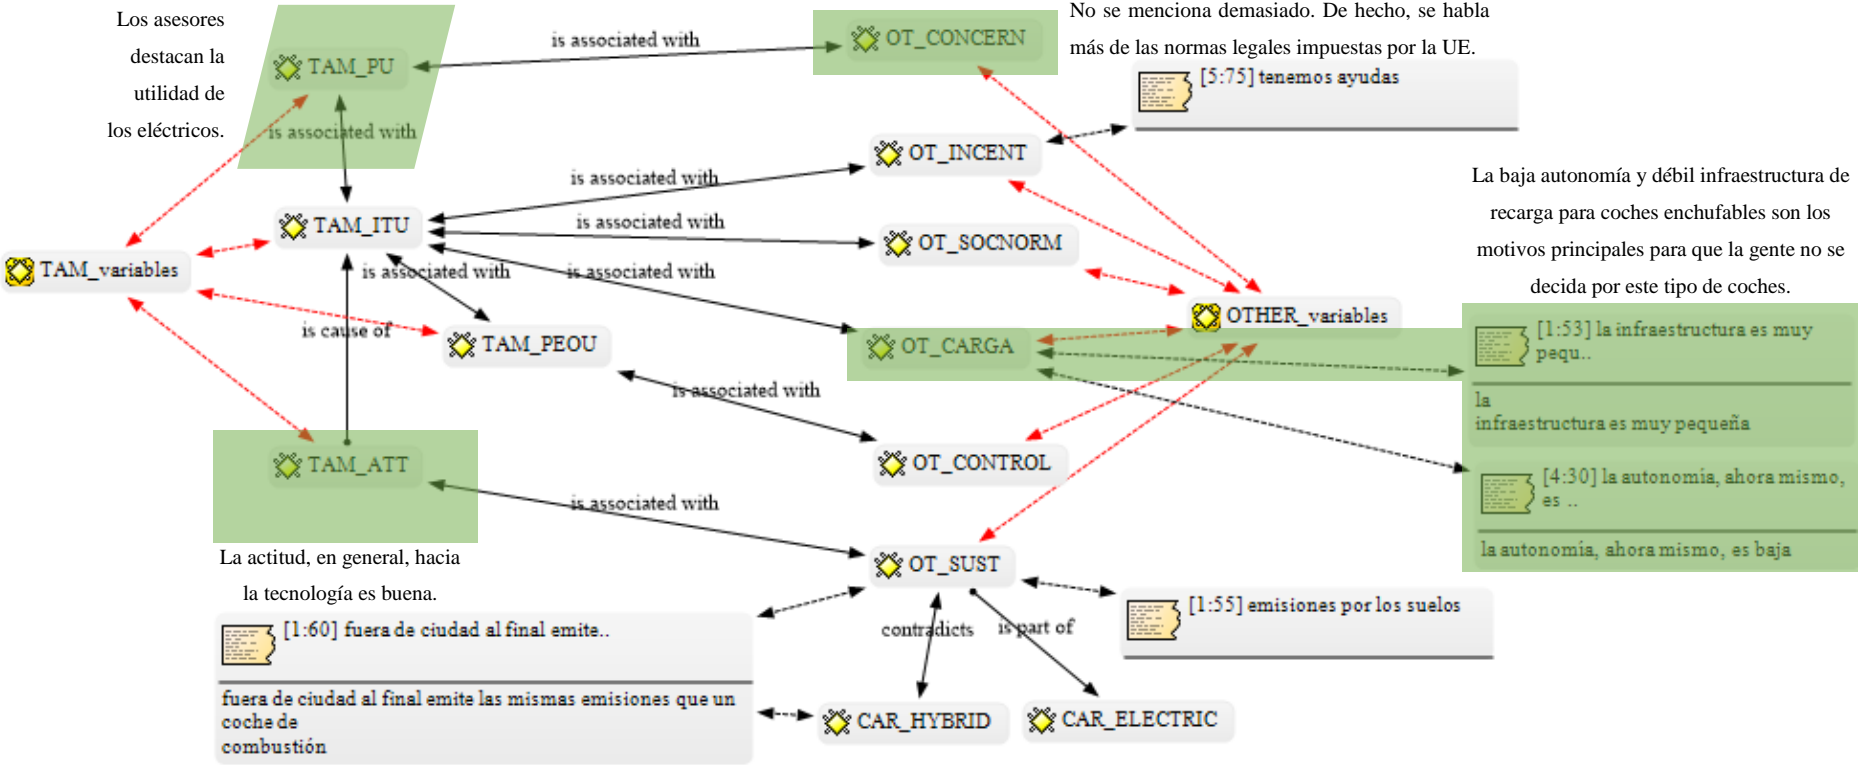 No se menciona demasiado. De hecho, se habla
más de las normas legales impuestas por la UE.
Los asesores
destacan la
utilidad de
los eléctricos.
TAM_PU
is associated with
OT_CONCERN
[5:75] tenemos ayudas
is associated with
OT_INCENT
is associated with
La baja autonomía y débil infraestructura de
recarga para coches enchufables son los
motivos principales para que la gente no se
decida por este tipo de coches.
TAM_ITU
is associated with
OT_SOCNORM
TAM_variables
is associated with
is associated with
is cause of
TAM_PEOU
OT_CARGA
OTHER_variables
[1:53] la infraestructura es muy
pequ..
la
infraestructura es muy pequeña
is associated with
TAM_ATT
OT_CONTROL
[4:30] la autonomía, ahora mismo,
es ..
la autonomía, ahora mismo, es baja
is associated with
La actitud, en general, hacia
la tecnología es buena.
OT_SUST
[1:55] emisiones por los suelos
contradicts
is part of
[1:60] fuera de ciudad al final emite..
fuera de ciudad al final emite las mismas emisiones que un
coche de
combustión
CAR_HYBRID
CAR_ELECTRIC